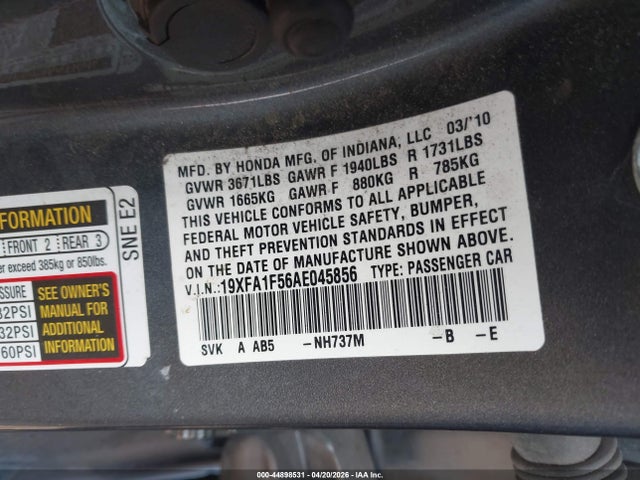 MFD. BY HONDA MFG. OF INDIANA, LLC 03/'10
GVWR 3671LBS GAWR F 1940LBS R 1731LBS
GVWR 1665KG GAWR F 880KG R 785KG
THIS VEHICLE CONFORMS TO ALL APPLICABLE
FEDERAL MOTOR VEHICLE SAFETY, BUMPER,
AND THEFT PREVENTION STANDARDS IN EFFECT
ON THE DATE OF MANUFACTURE SHOWN ABOVE.
V.I.N.:19XFA1F56AE045856 TYPE: PASSENGER CAR
SVK A AB5 -NH737M -B -E
FORMATION
FRONT 2 REAR 3
er exceed 385kg or 850lbs.
SSURE
32PSI
32PSI
60PSI
SEE OWNER'S
MANUAL FOR
ADDITIONAL
INFORMATION
SNE E2
000-44898531 - 04/20/2026 - IAA Inc.